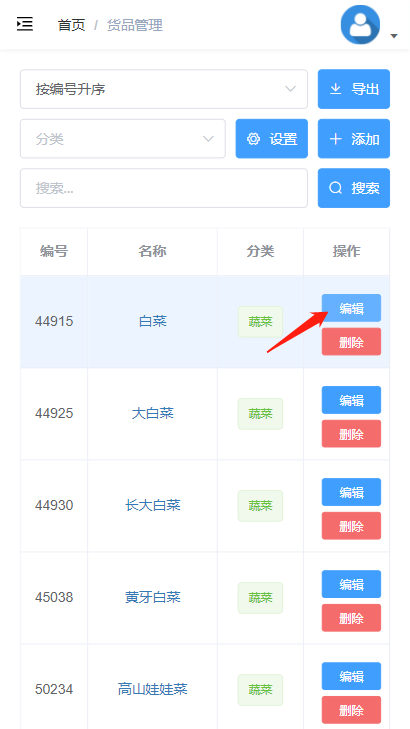 首页 / 货品管理
按编号升序 导出
分类 设置 添加
搜索... 搜索
编号 名称 分类 操作
44915 白菜 蔬菜 编辑
删除
44925 大白菜 蔬菜 编辑
删除
44930 长大白菜 蔬菜 编辑
删除
45038 黄牙白菜 蔬菜 编辑
删除
50234 高山娃娃菜 蔬菜 编辑
删除